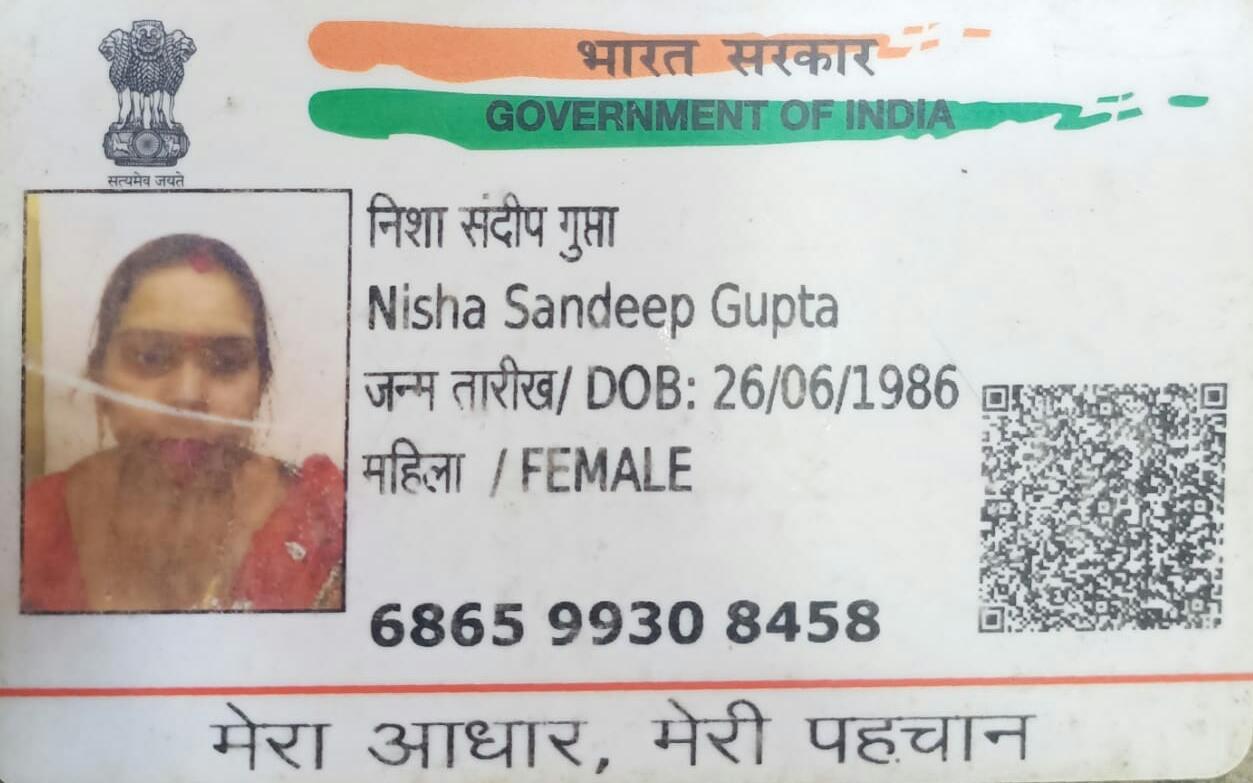 भारत सरकार
GOVERNMENT OF INDIA
सत्यमेव जयते
निशा संदीप गुप्ता
Nisha Sandeep Gupta
जन्म तारीख/ DOB: 26/06/1986
महिला / FEMALE
6865 9930 8458
मेरा आधार, मेरी पहचान